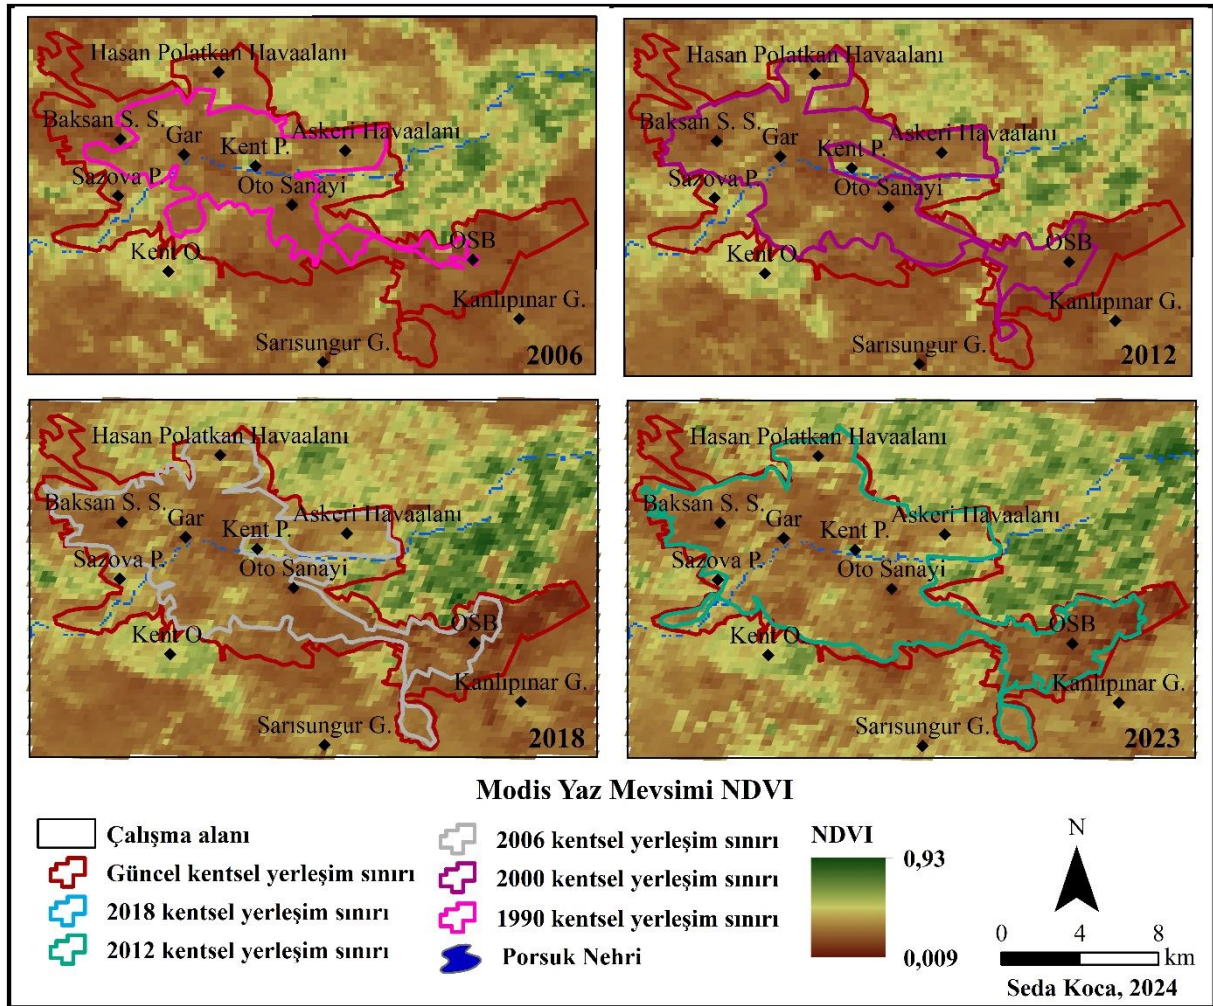 Hasan Polatkan Havaalanı
Baksan S. S.
Gar
Kent P.
Askeri Havaalanı
Sazova P.
Oto Sanayi
Kent O.
OSB
Kanlıpınar G.
Sarısungur G.
2006
Hasan Polatkan Havaalanı
Baksan S. S.
Gar
Kent P.
Askeri Havaalanı
Sazova P.
Oto Sanayi
Kent O.
OSB
Kanlıpınar G.
Sarısungur G.
2012
Hasan Polatkan Havaalanı
Baksan S. S.
Gar
Kent P.
Askeri Havaalanı
Sazova P.
Oto Sanayi
Kent O.
OSB
Kanlıpınar G.
Sarısungur G.
2018
Hasan Polatkan Havaalanı
Baksan S. S.
Gar
Kent P.
Askeri Havaalanı
Sazova P.
Oto Sanayi
Kent O.
OSB
Kanlıpınar G.
Sarısungur G.
2023
Modis Yaz Mevsimi NDVI
Çalışma alanı
Güncel kentsel yerleşim sınırı
2018 kentsel yerleşim sınırı
2012 kentsel yerleşim sınırı
2006 kentsel yerleşim sınırı
2000 kentsel yerleşim sınırı
1990 kentsel yerleşim sınırı
Porsuk Nehri
NDVI
0,93
0,009
N
0 4 8
km
Seda Koca, 2024